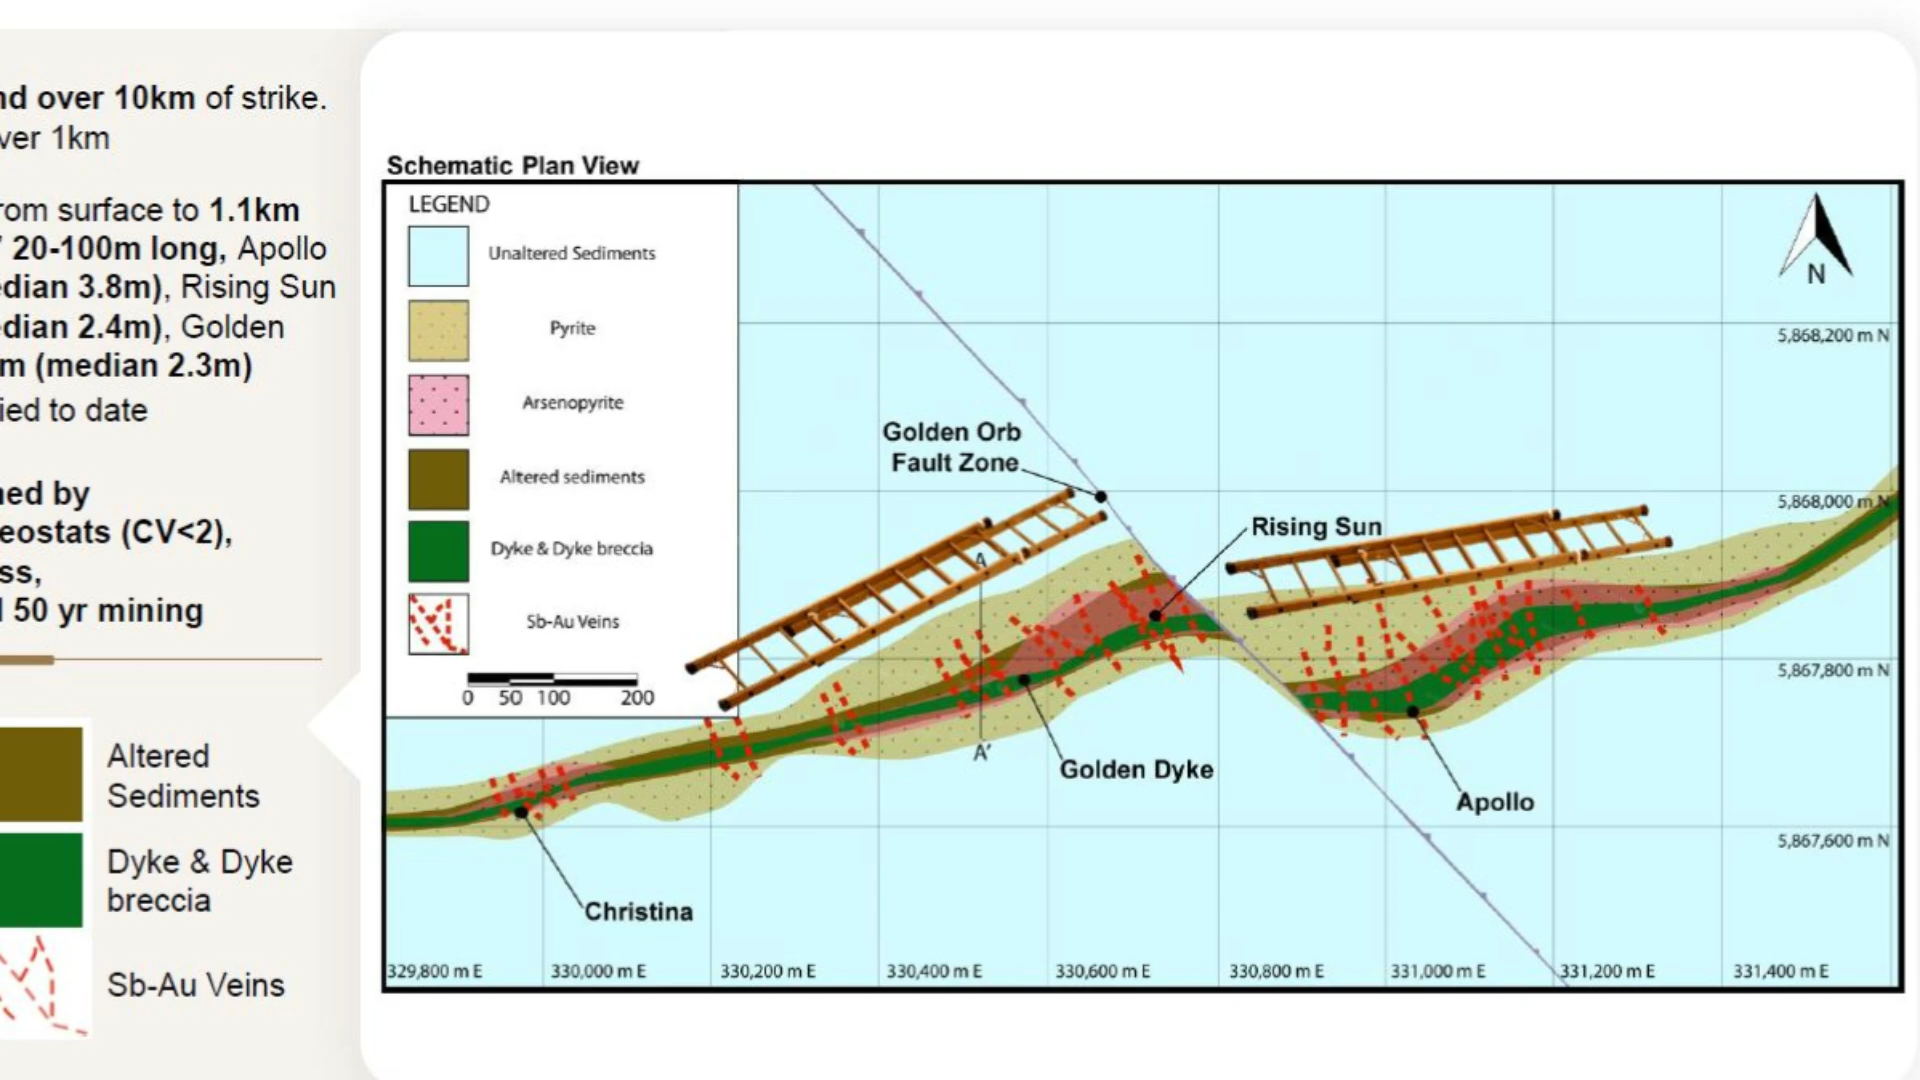 nd over 10km of strike.
ver 1km
rom surface to 1.1km
20-100m long, Apollo
edian 3.8m), Rising Sun
edian 2.4m), Golden
m (median 2.3m)
ied to date
ned by
eostats (CV<2),
ss,
50 yr mining
Altered
Sediments
Dyke & Dyke
breccia
Sb-Au Veins
Schematic Plan View
LEGEND
Unaltered Sediments
Pyrite
Arsenopyrite
Altered sediments
Dyke & Dyke breccia
Sb-Au Veins
0 50 100 200
N
5,868,200 m N
5,868,000 m N
5,867,800 m N
5,867,600 m N
Golden Orb
Fault Zone
Rising Sun
A
A'
Golden Dyke
Apollo
Christina
329,800 m E 330,000 m E 330,200 m E 330,400 m E 330,600 m E 330,800 m E 331,000 m E 331,200 m E 331,400 m E